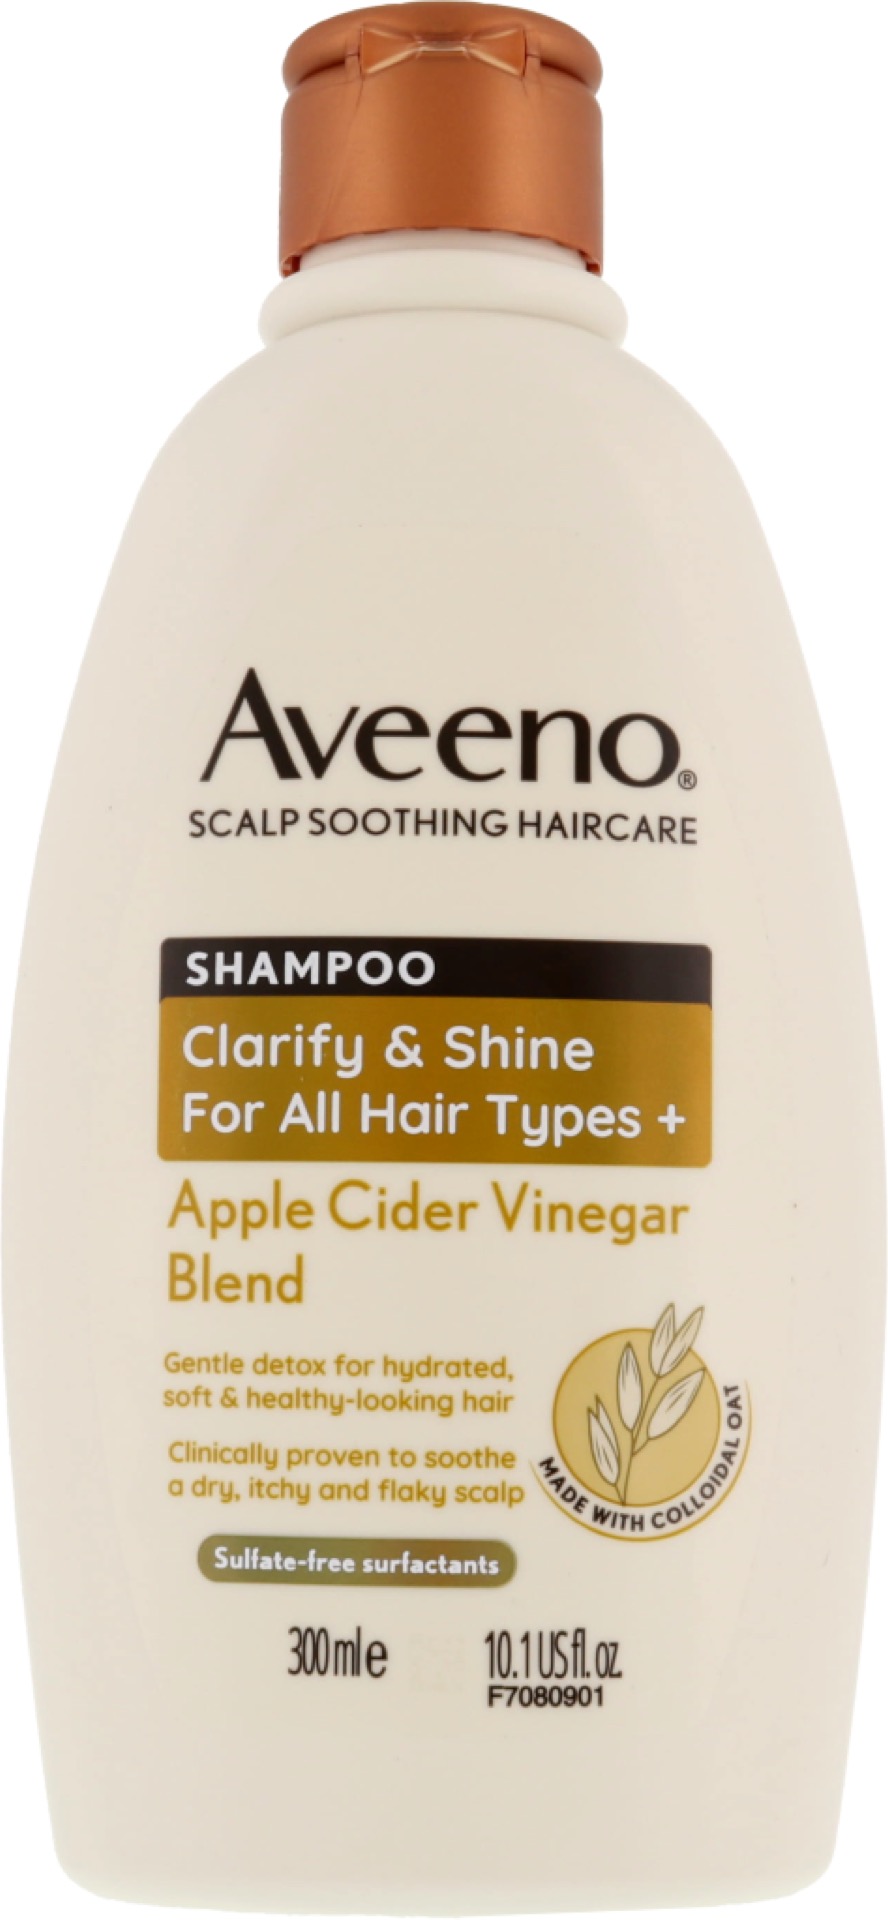 Aveeno®
SCALP SOOTHING HAIRCARE
SHAMPOO
Clarify & Shine
For All Hair Types +
Apple Cider Vinegar
Blend
Gentle detox for hydrated,
soft & healthy-looking hair
Clinically proven to soothe
a dry, itchy and flaky scalp
MADE WITH COLLOIDAL OAT
Sulfate-free surfactants
300ml e 10.1 US fl. oz.
F7080901